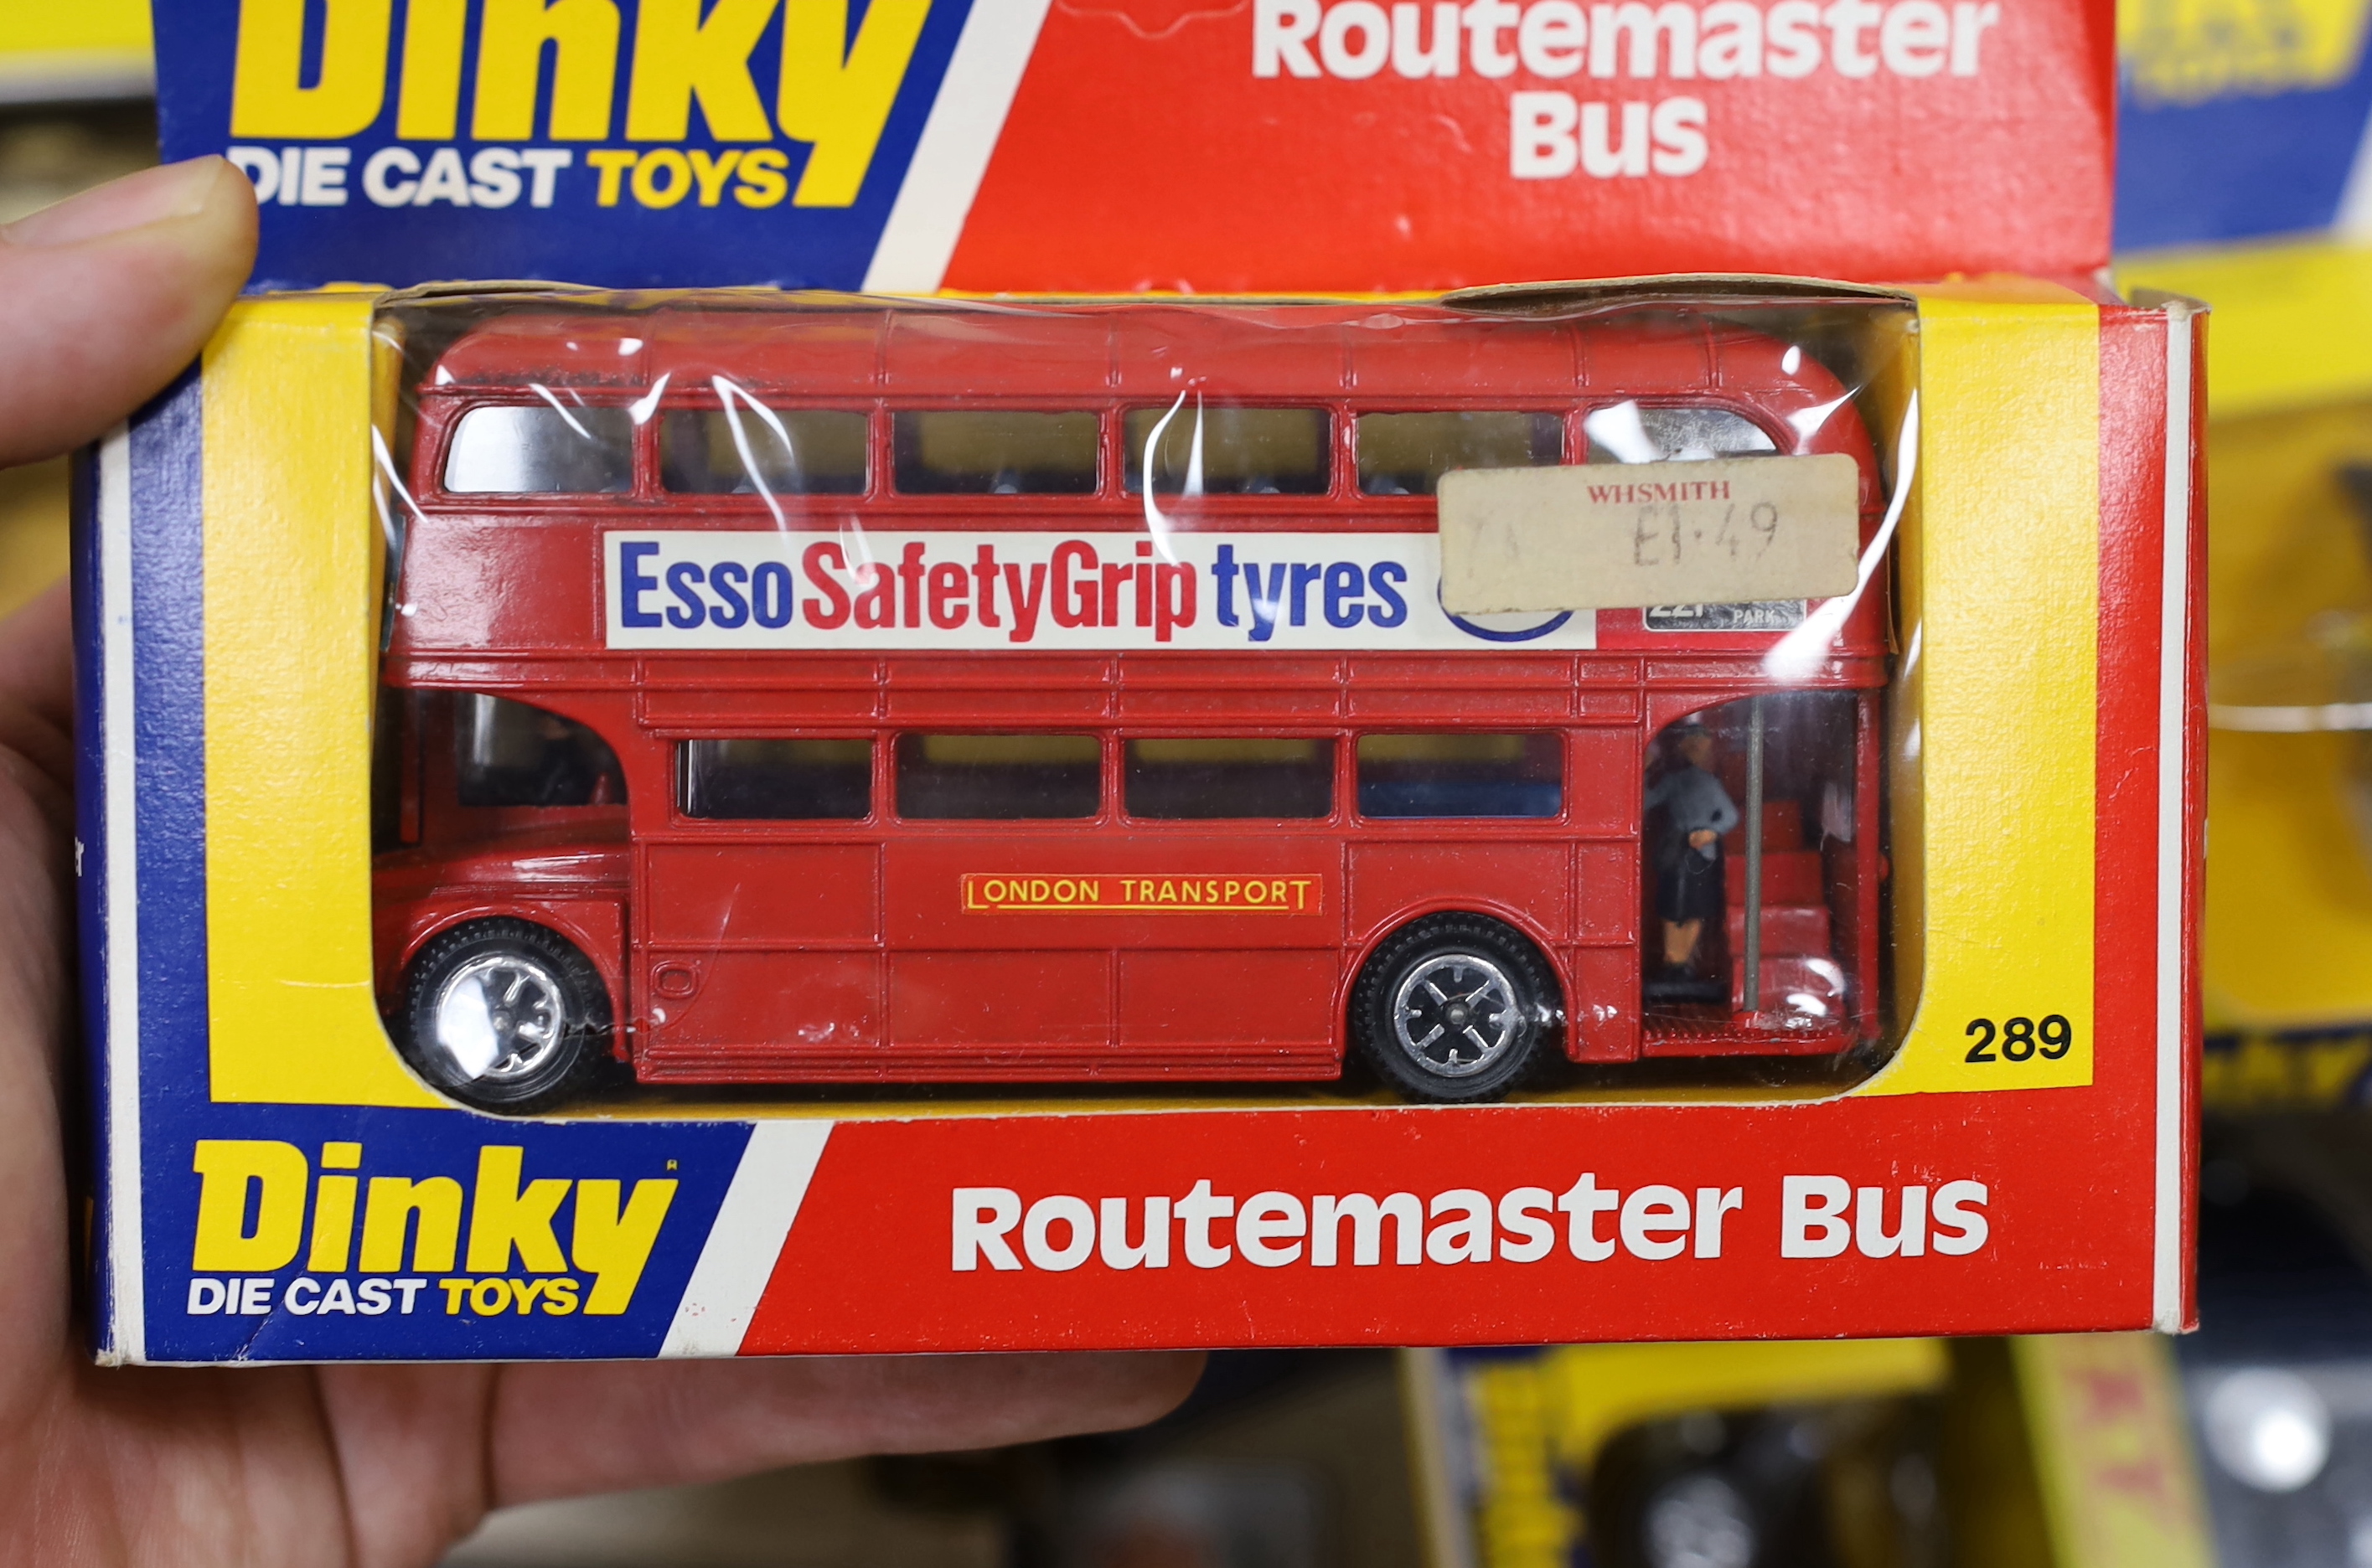 Dinky
DIE CAST TOYS
Routemaster
Bus
WHSMITH
£1.49
Esso SafetyGrip tyres
221
PARK
LONDON TRANSPORT
289
Dinky
DIE CAST TOYS
Routemaster Bus